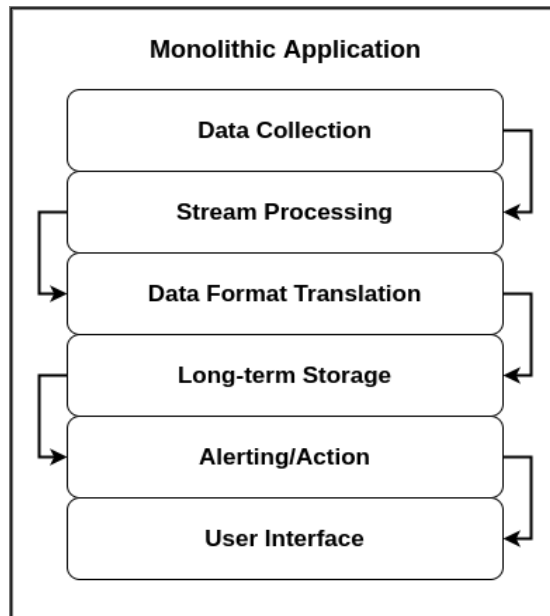 Monolithic Application
Data Collection
Stream Processing
Data Format Translation
Long-term Storage
Alerting/Action
User Interface